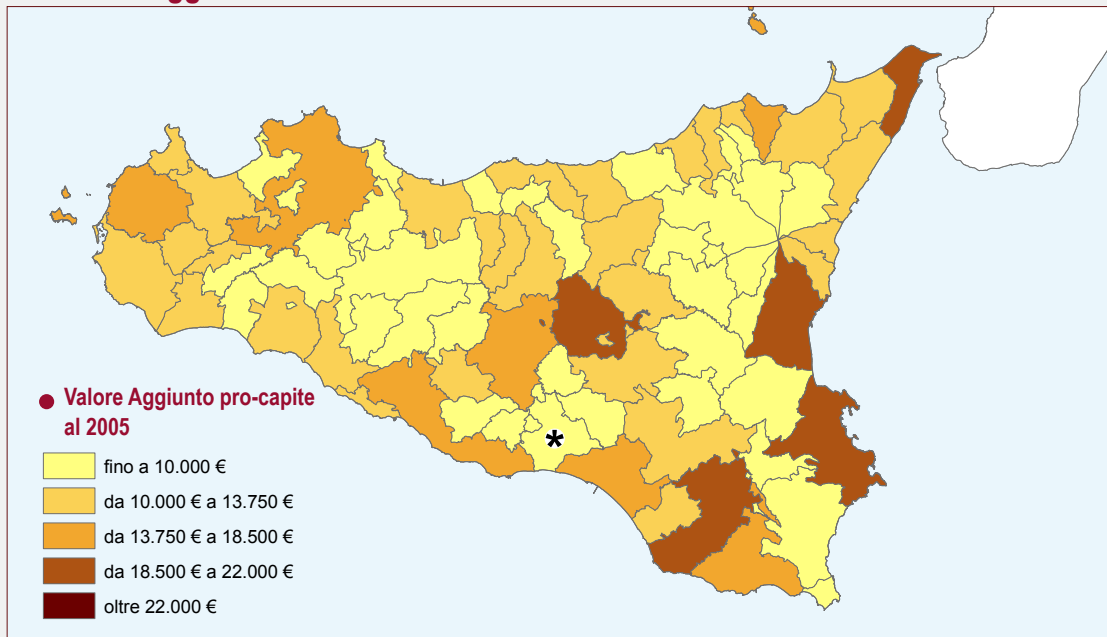 Valore Aggiunto pro-capite
al 2005
fino a 10.000 €
da 10.000 € a 13.750 €
da 13.750 € a 18.500 €
da 18.500 € a 22.000 €
oltre 22.000 €
*